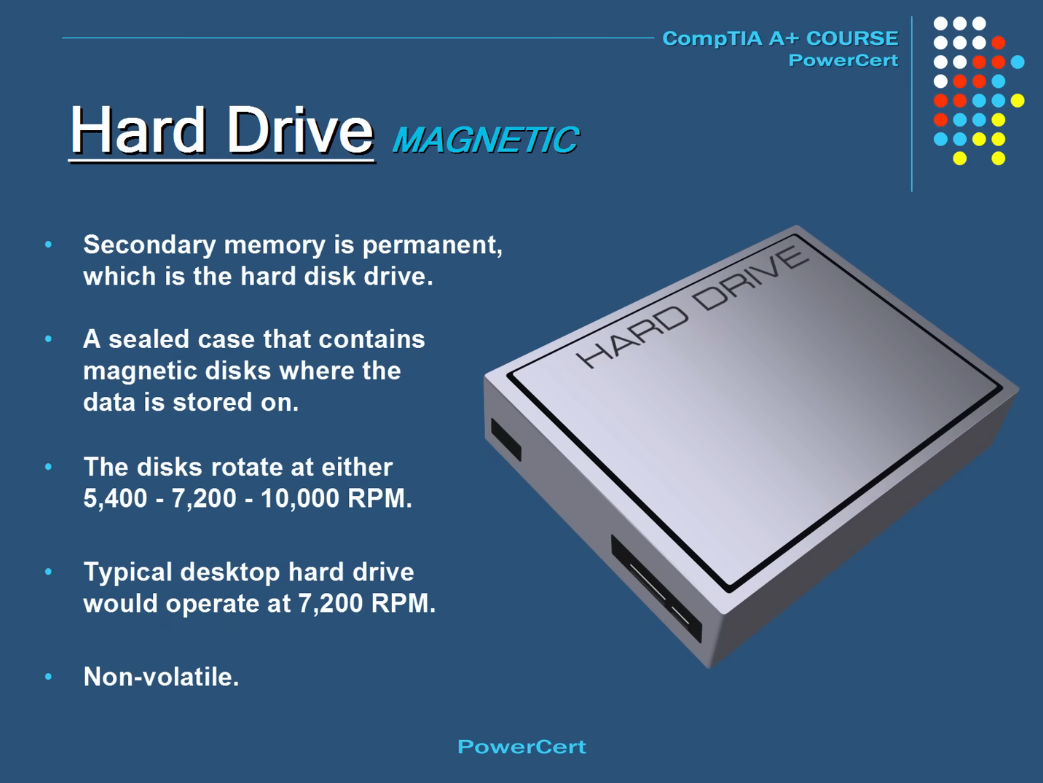 CompTIA A+ COURSE
PowerCert
Hard Drive MAGNETIC
• Secondary memory is permanent,
which is the hard disk drive.
• A sealed case that contains
magnetic disks where the
data is stored on.
• The disks rotate at either
5,400 - 7,200 - 10,000 RPM.
• Typical desktop hard drive
would operate at 7,200 RPM.
• Non-volatile.
HARD DRIVE
PowerCert